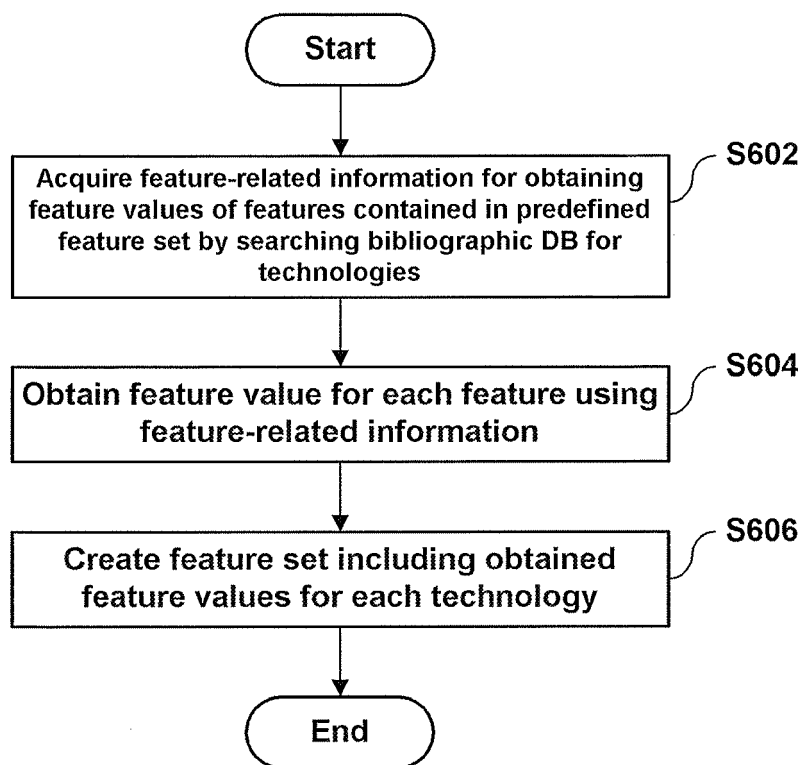 Start
S602
Acquire feature-related information for obtaining
feature values of features contained in predefined
feature set by searching bibliographic DB for
technologies
S604
Obtain feature value for each feature using
feature-related information
S606
Create feature set including obtained
feature values for each technology
End